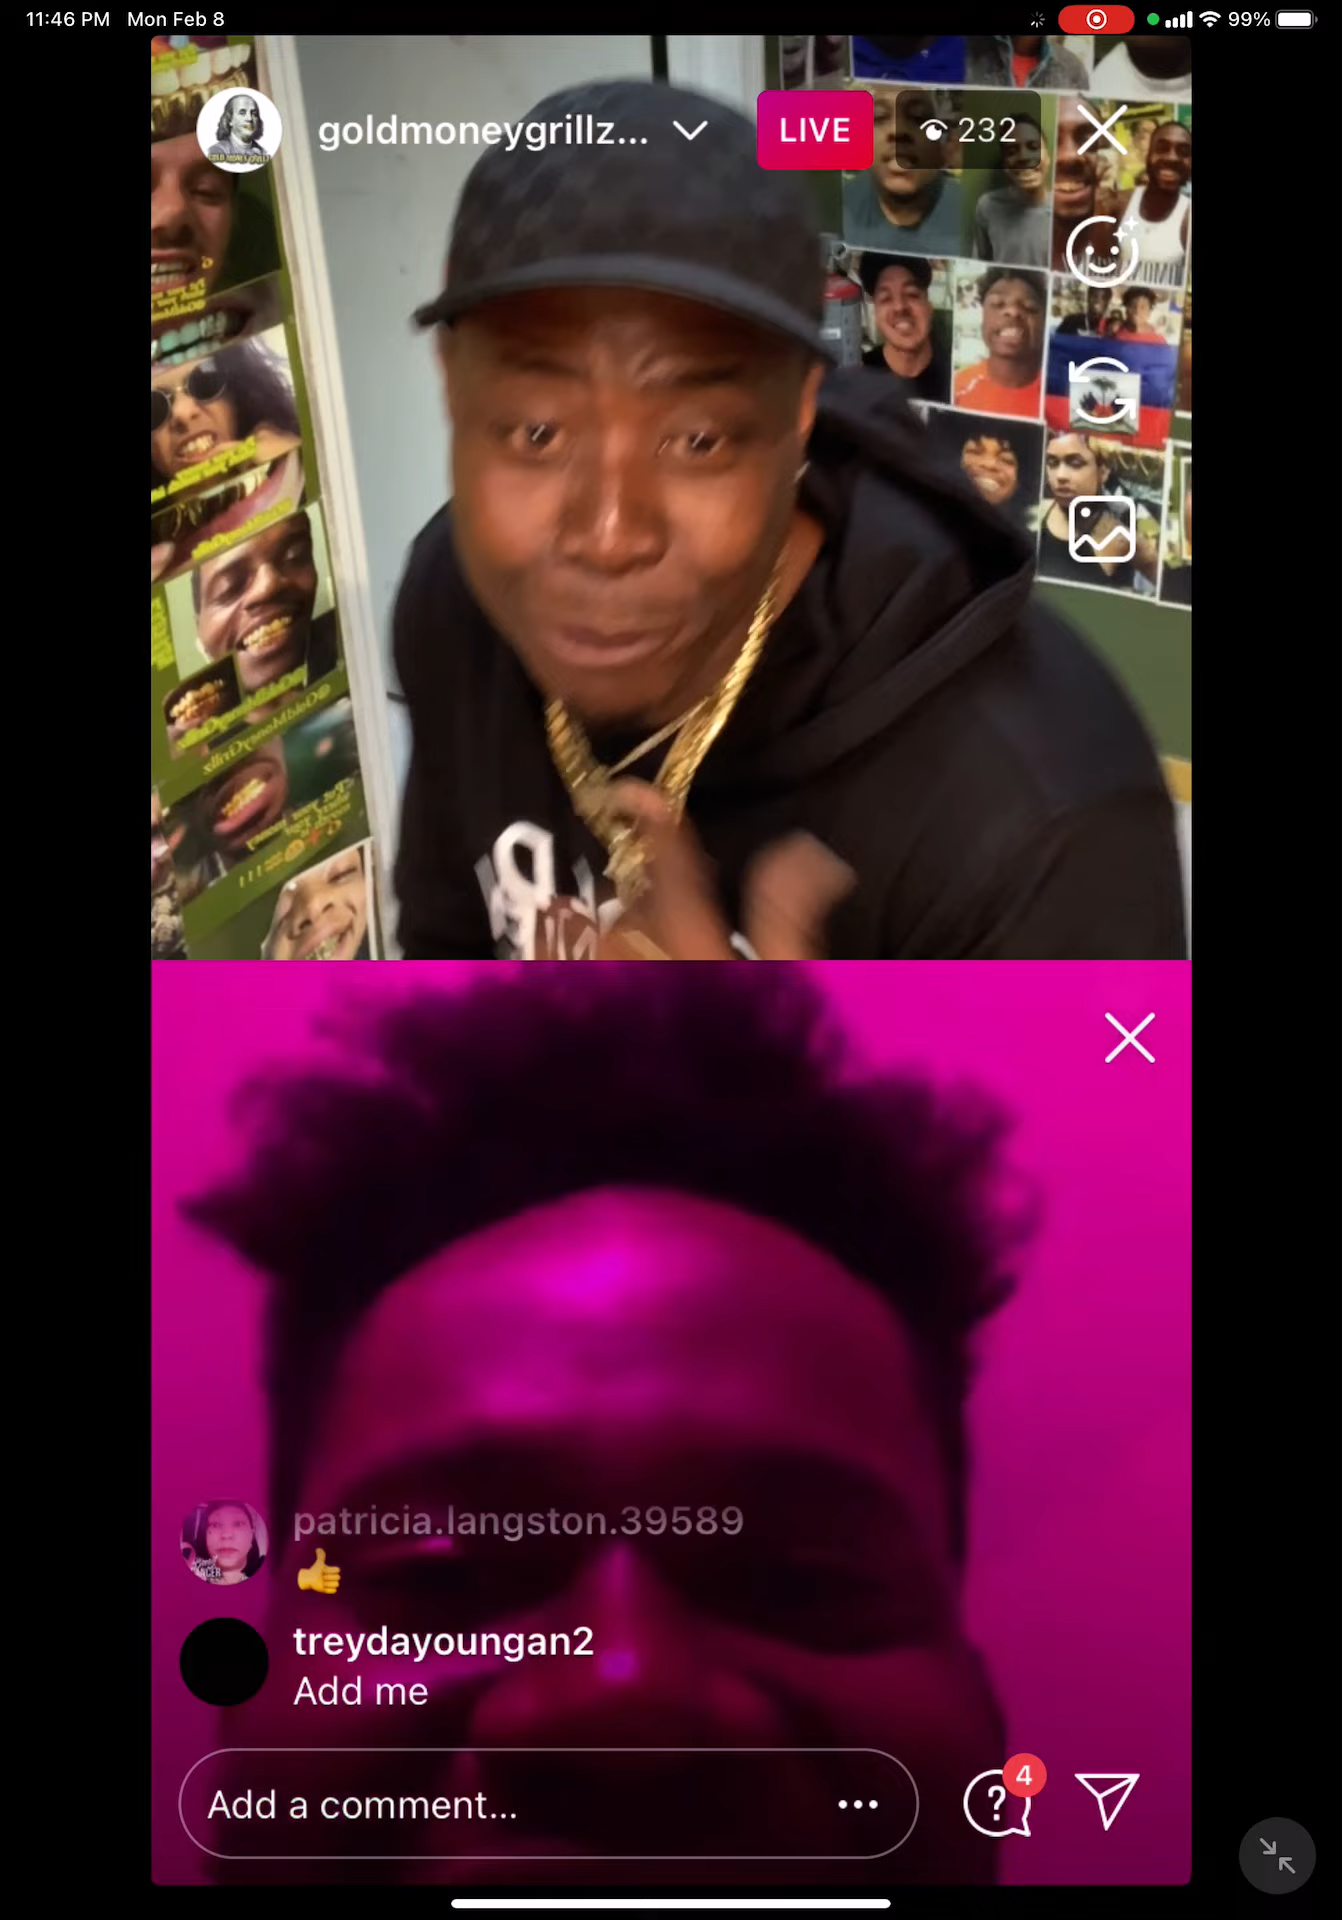 11:46 PM Mon Feb 8
99%
goldmoneygrillz...
LIVE
232
patricia.langston.39589
👍
treydayoungan2
Add me
Add a comment...
4